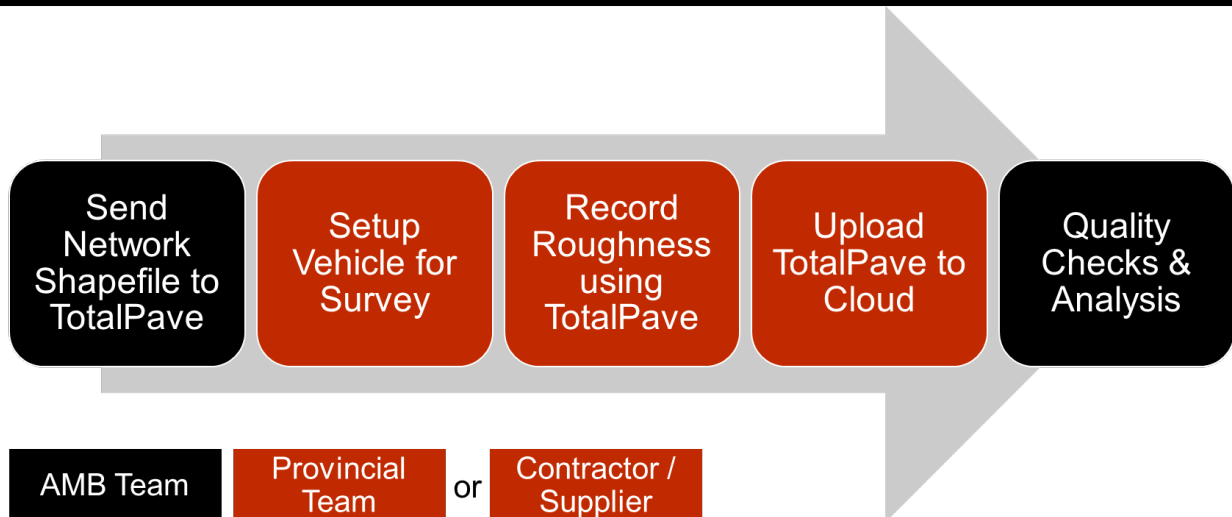 Send
Network
Shapefile to
TotalPave
Setup
Vehicle for
Survey
Record
Roughness
using
TotalPave
Upload
TotalPave to
Cloud
Quality
Checks &
Analysis
AMB Team
Provincial
Team
or
Contractor /
Supplier